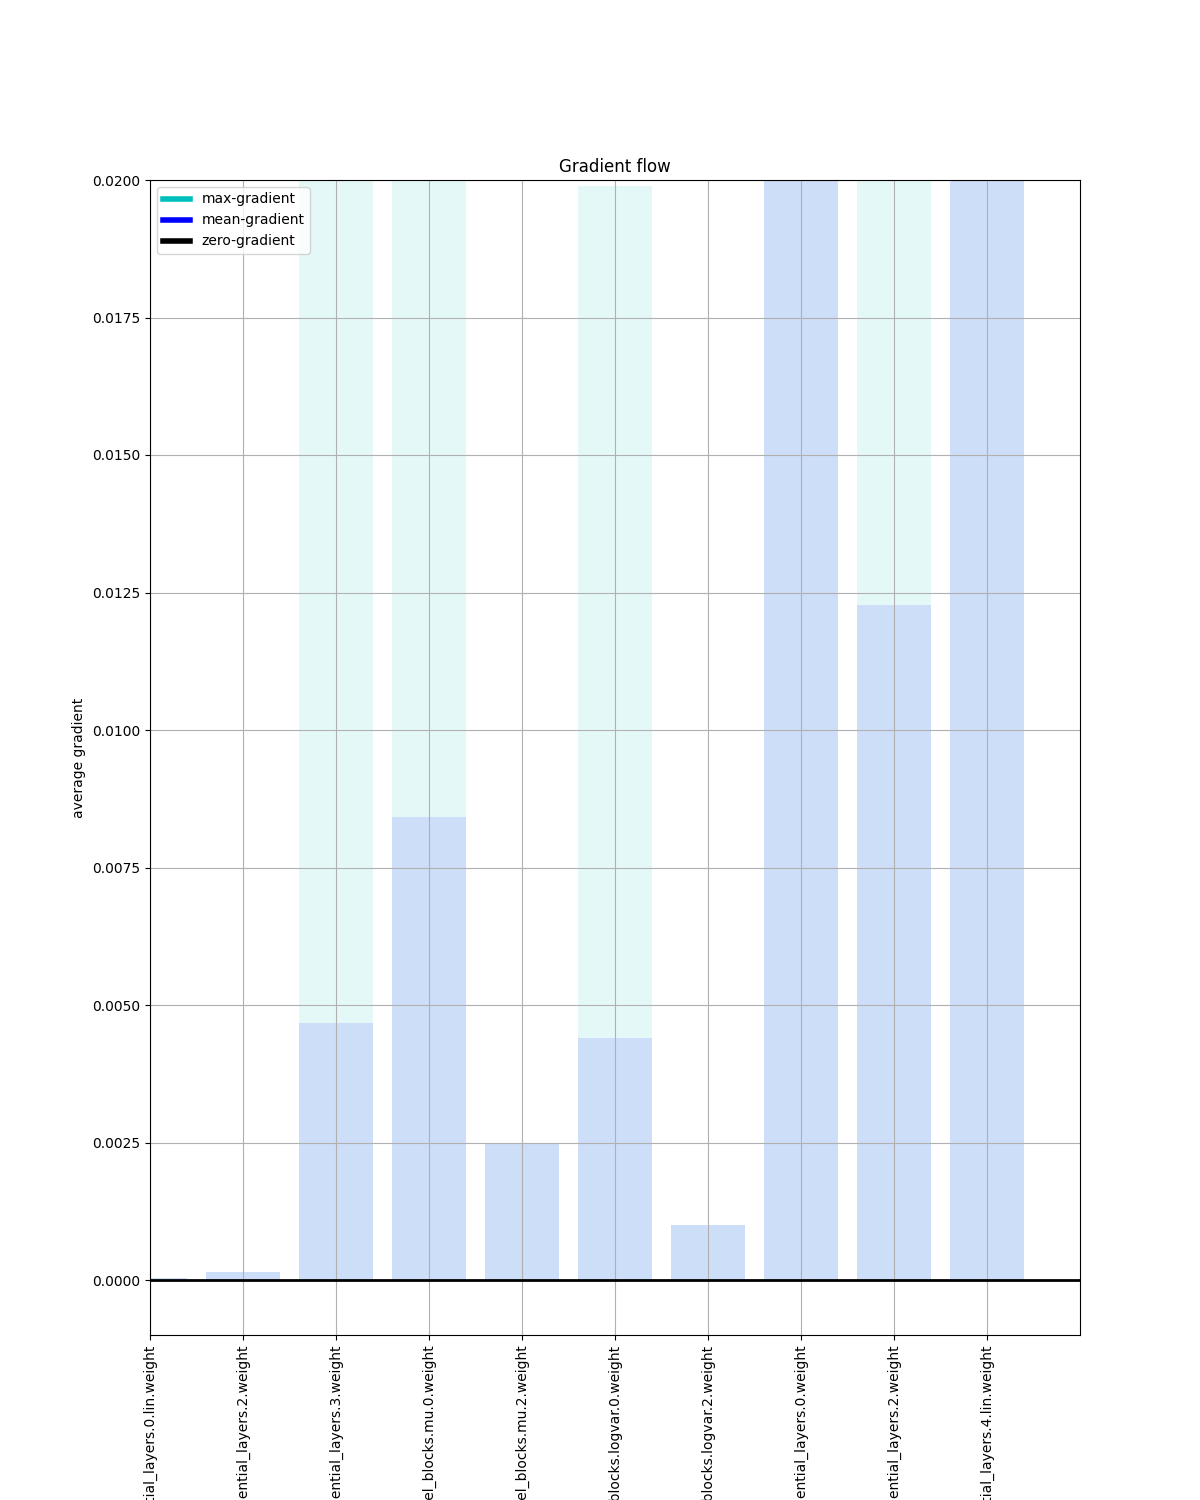 Gradient flow
max-gradient
mean-gradient
zero-gradient
average gradient
0.0200
0.0175
0.0150
0.0125
0.0100
0.0075
0.0050
0.0025
0.0000
tial_layers.0.lin.weight
ential_layers.2.weight
ential_layers.3.weight
el_blocks.mu.0.weight
el_blocks.mu.2.weight
blocks.logvar.0.weight
blocks.logvar.2.weight
ential_layers.0.weight
ential_layers.2.weight
tial_layers.4.lin.weight